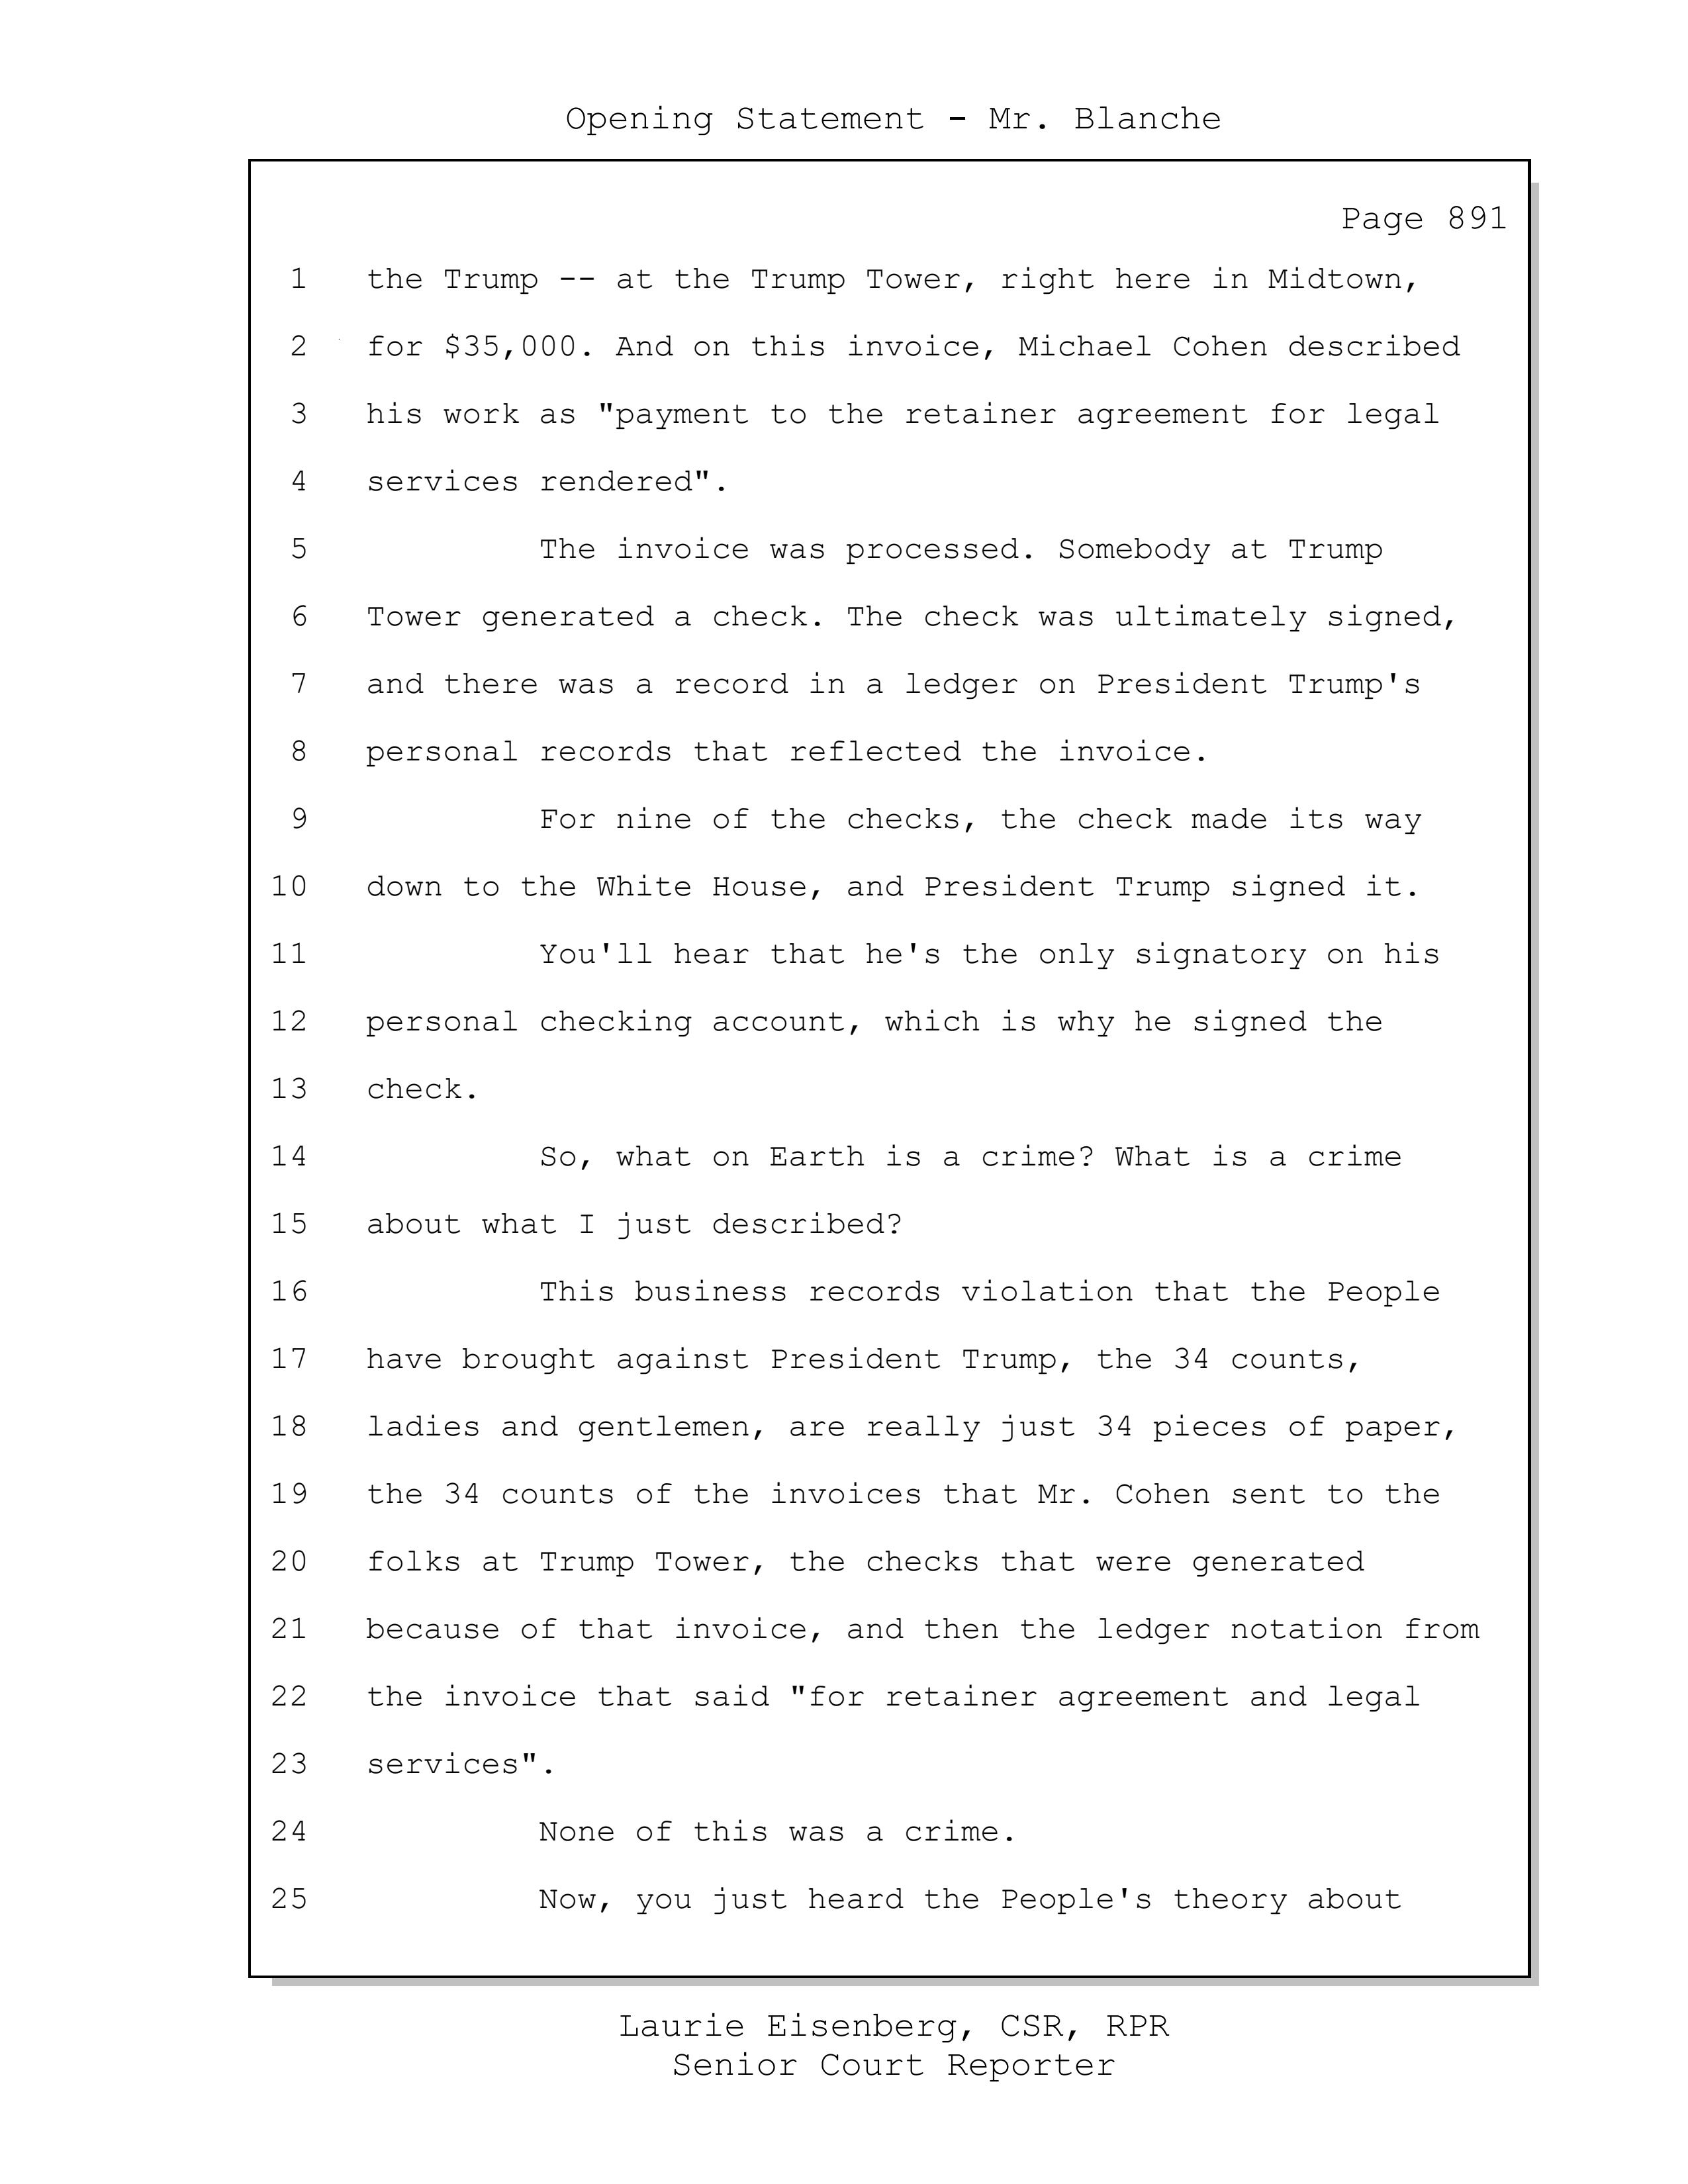 Opening Statement - Mr. Blanche
Page 891
1 the Trump -- at the Trump Tower, right here in Midtown,
2 for $35,000. And on this invoice, Michael Cohen described
3 his work as "payment to the retainer agreement for legal
4 services rendered".
5 The invoice was processed. Somebody at Trump
6 Tower generated a check. The check was ultimately signed,
7 and there was a record in a ledger on President Trump's
8 personal records that reflected the invoice.
9 For nine of the checks, the check made its way
10 down to the White House, and President Trump signed it.
11 You'll hear that he's the only signatory on his
12 personal checking account, which is why he signed the
13 check.
14 So, what on Earth is a crime? What is a crime
15 about what I just described?
16 This business records violation that the People
17 have brought against President Trump, the 34 counts,
18 ladies and gentlemen, are really just 34 pieces of paper,
19 the 34 counts of the invoices that Mr. Cohen sent to the
20 folks at Trump Tower, the checks that were generated
21 because of that invoice, and then the ledger notation from
22 the invoice that said "for retainer agreement and legal
23 services".
24 None of this was a crime.
25 Now, you just heard the People's theory about
Laurie Eisenberg, CSR, RPR
Senior Court Reporter